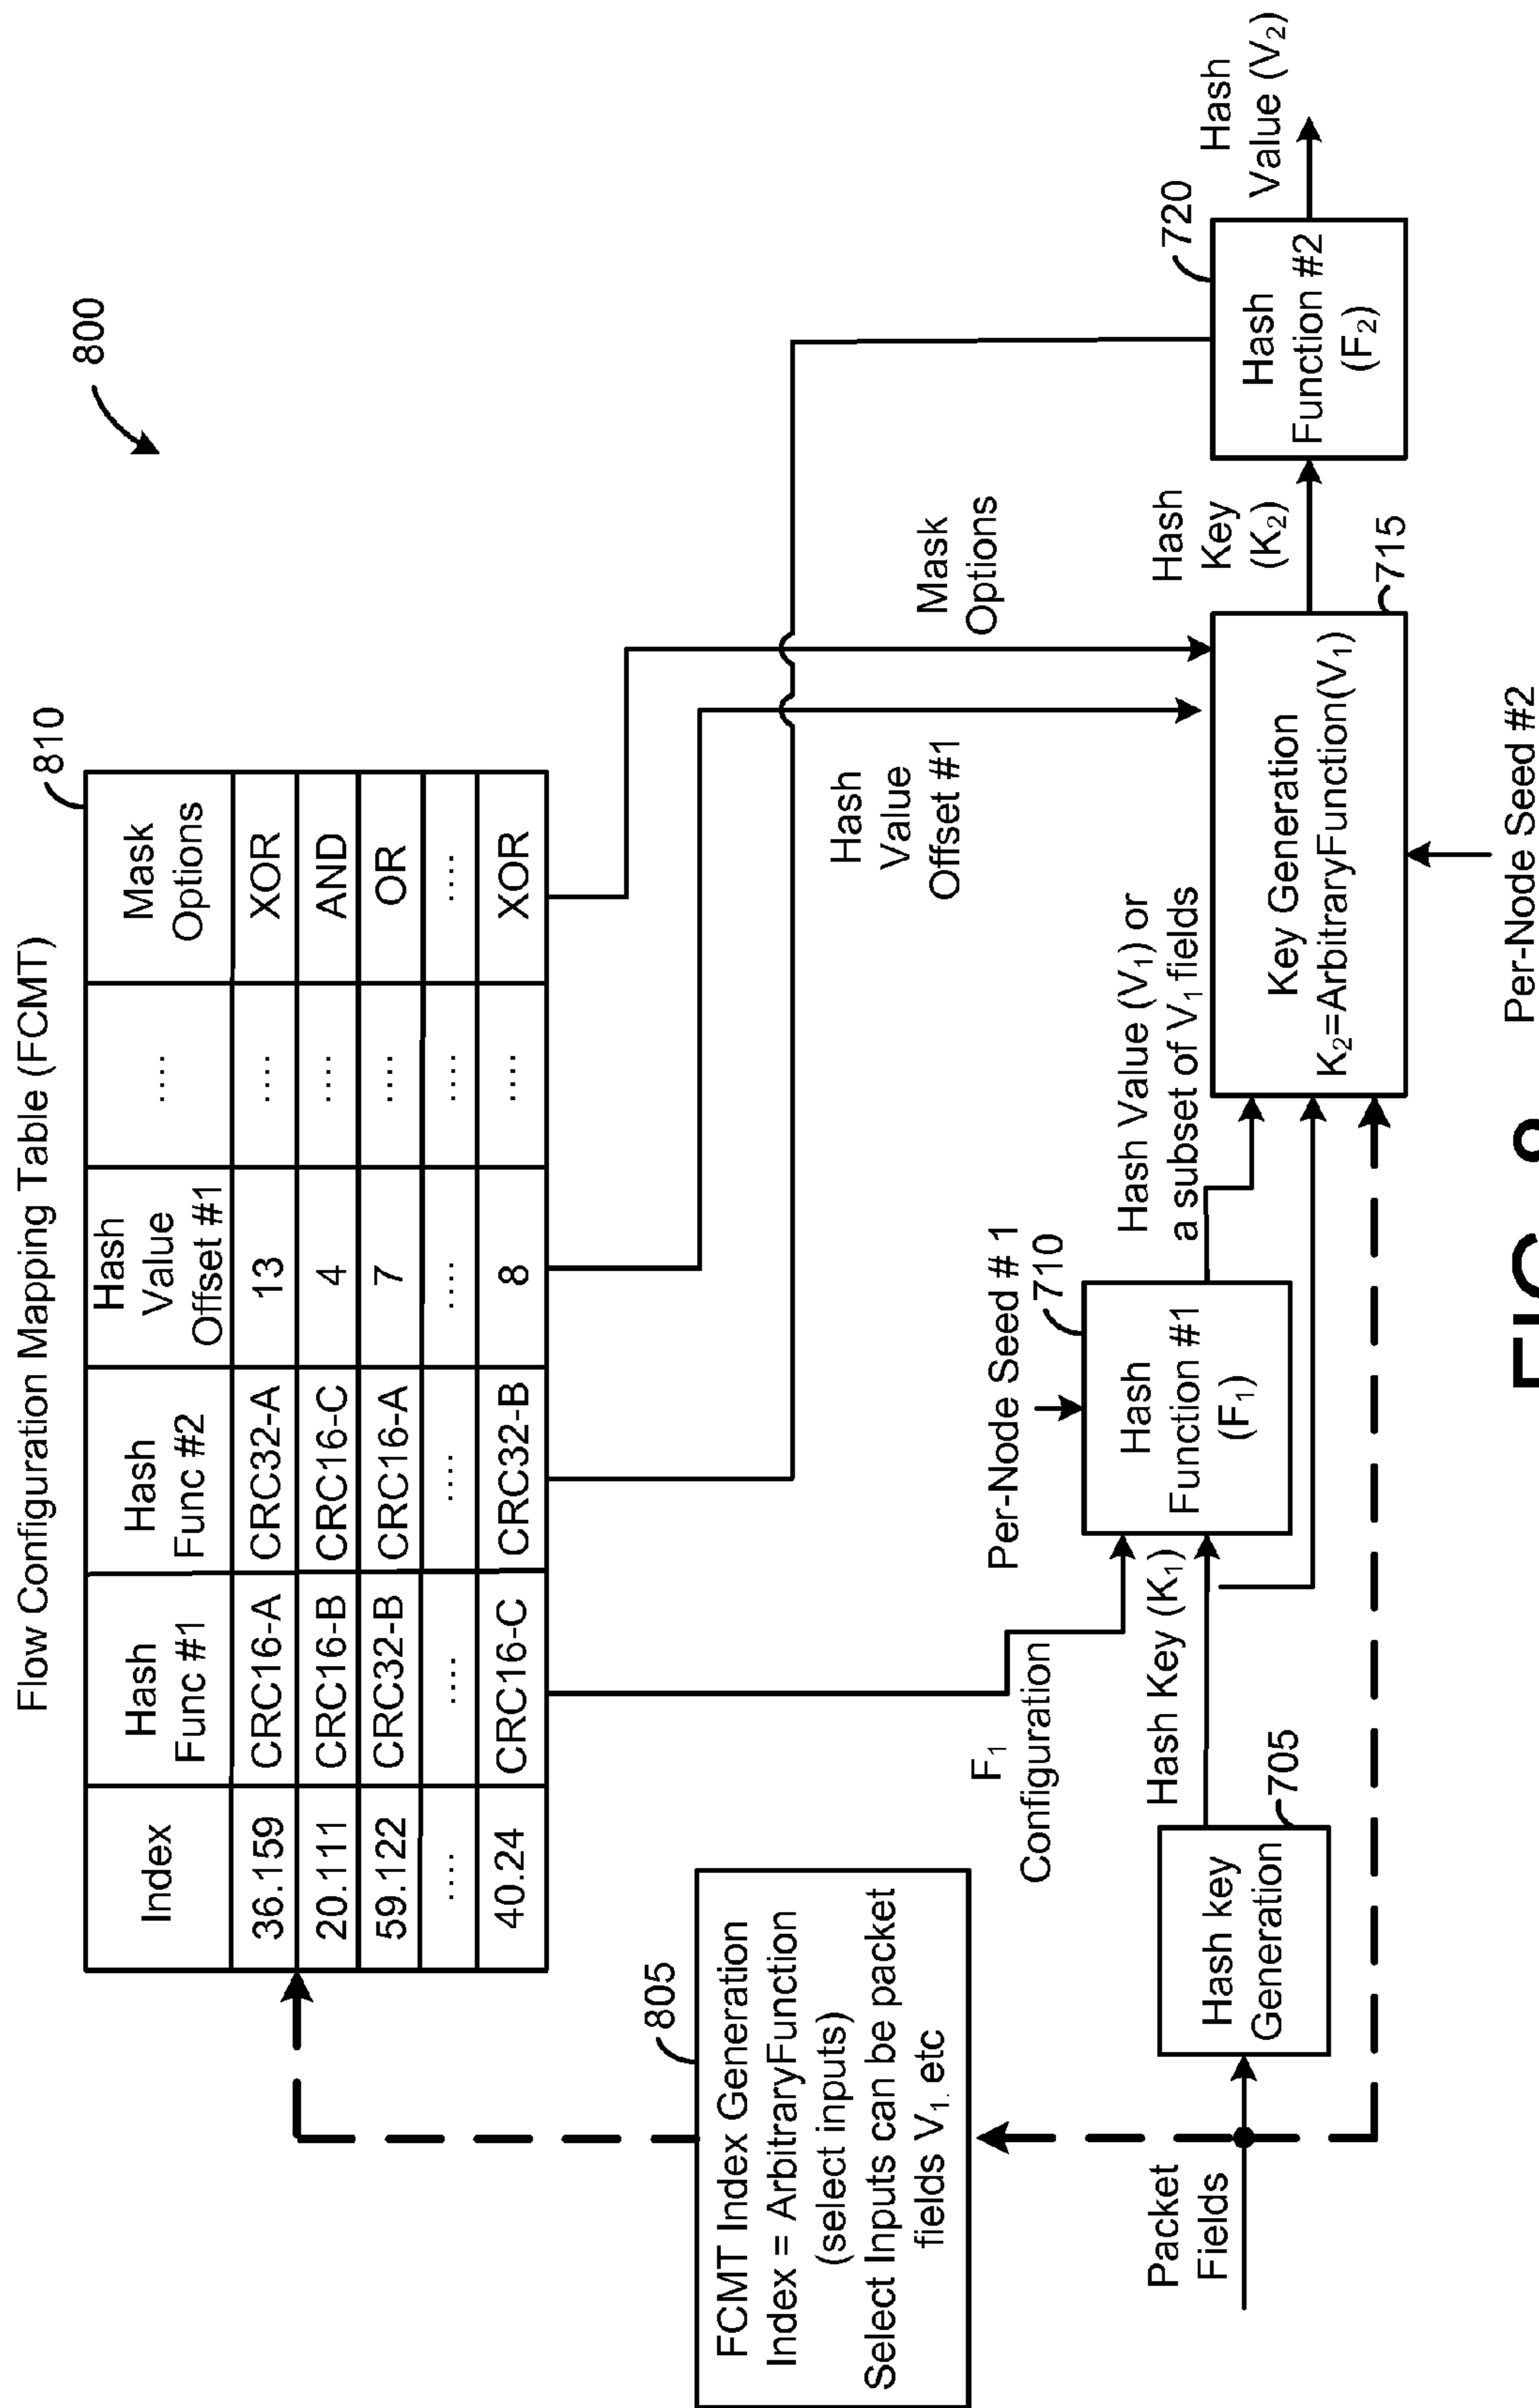 Flow Configuration Mapping Table (FCMT)
810
800
Index
Hash
Func #1
Hash
Func #2
Hash
Value
Offset #1
....
Mask
Options
36.159
CRC16-A
CRC32-A
13
....
XOR
20.111
CRC16-B
CRC16-C
4
....
AND
59.122
CRC32-B
CRC16-A
7
....
OR
....
....
....
....
....
....
40.24
CRC16-C
CRC32-B
8
....
XOR
805
FCMT Index Generation
Index = ArbitraryFunction
(select inputs)
Select Inputs can be packet
fields V₁. etc
F₁
Configuration
Per-Node Seed # 1
710
Hash
Function #1
(F₁)
Hash Key (K₁)
Packet
Fields
Hash key
Generation
705
Hash Value (V₁) or
a subset of V₁ fields
Hash
Value
Offset #1
Mask
Options
Key Generation
K₂=ArbitraryFunction(V₁)
715
Per-Node Seed #2
Hash
Key
(K₂)
Hash
Function #2
(F₂)
720
Hash
Value (V₂)